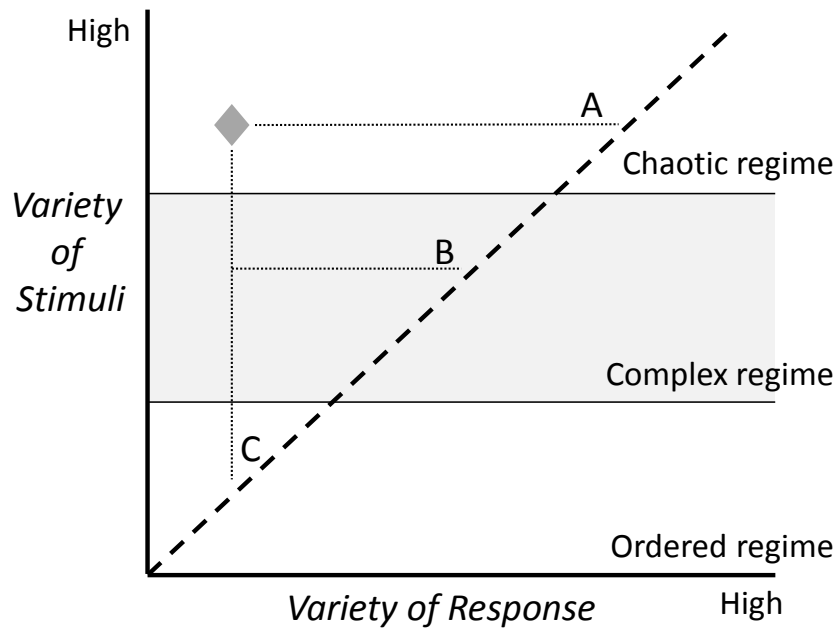 High
A
Chaotic regime
Variety
of
Stimuli
B
Complex regime
C
Ordered regime
Variety of Response
High